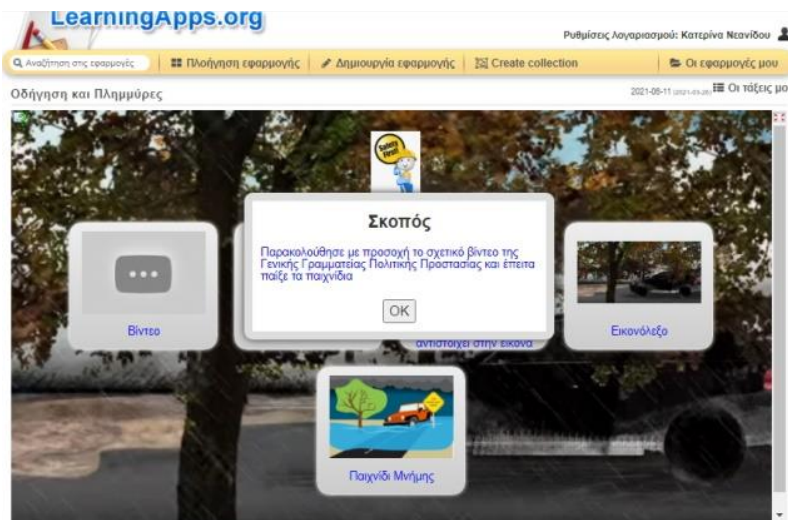 LearningApps.org
Ρυθμίσεις Λογαριασμού: Κατερίνα Νεανίδου
Αναζήτηση στις εφαρμογές
Πλοήγηση εφαρμογής
Δημιουργία εφαρμογής
Create collection
Οι εφαρμογές μου
Οδήγηση και Πλημμύρες
2021-06-11
Οι τάξεις μο
Safety
First!
Σκοπός
Παρακολούθησε με προσοχή το σχετικό βίντεο της
Γενικής Γραμματείας Πολιτικής Προστασίας και έπειτα
παίξε τα παιχνίδια
OK
Βίντεο
αντιστοιχεί στην εικόνα
Εικονόλεξο
Παιχνίδι Μνήμης